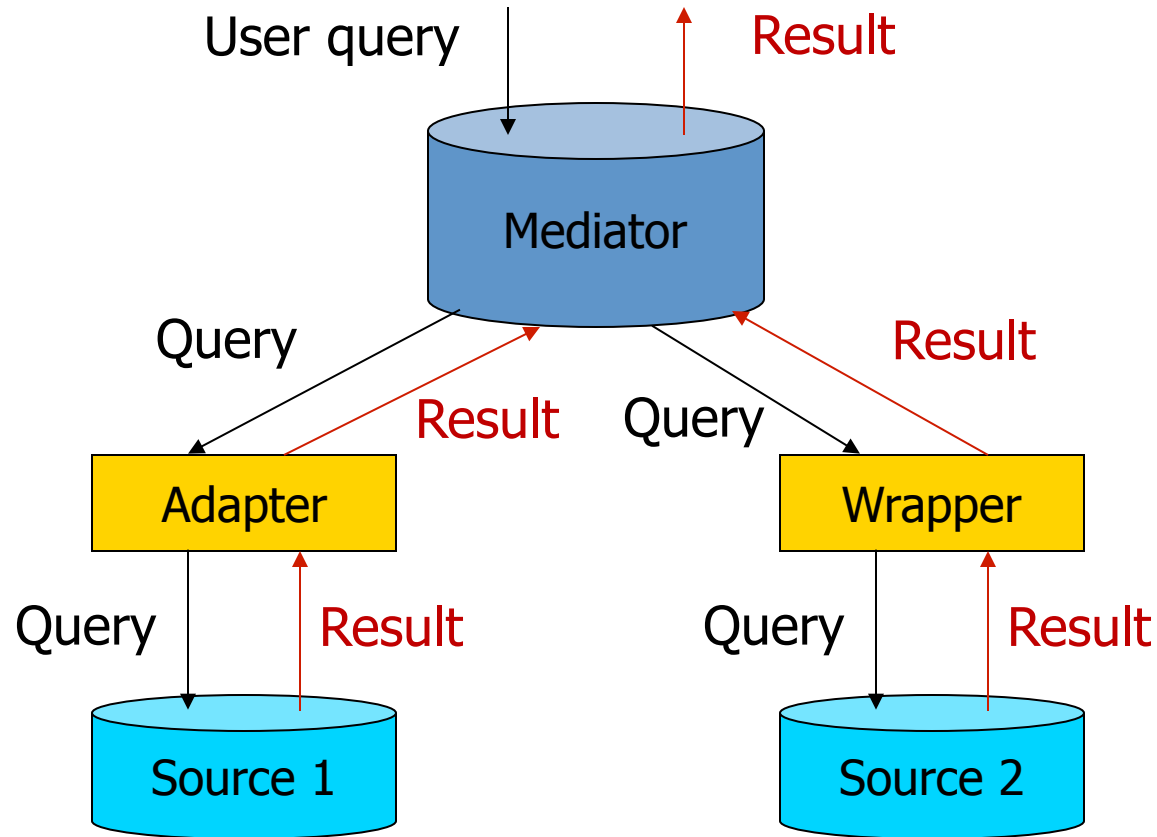 User query
Result
Mediator
Query
Result
Result
Query
Adapter
Wrapper
Query
Result
Query
Result
Source 1
Source 2